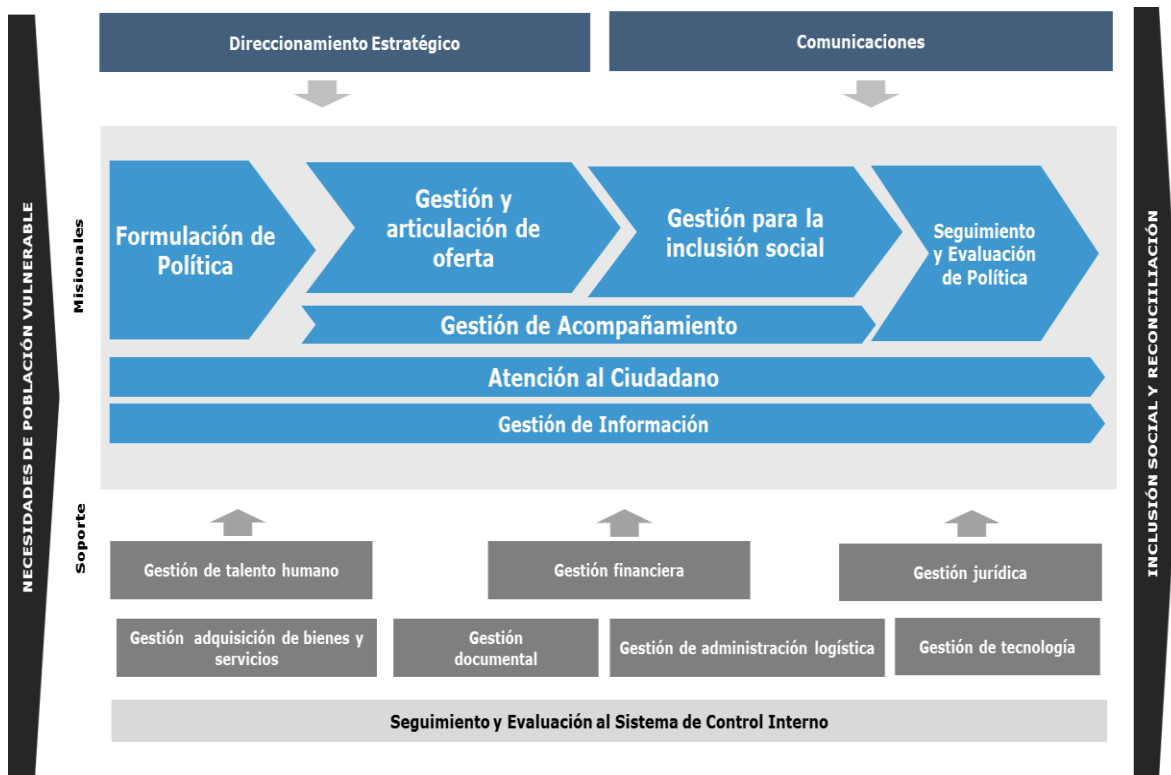 Direccionamiento Estratégico
Comunicaciones
NECESIDADES DE POBLACIÓN VULNERABLE
Misionales
Formulación de
Política
Gestión y
articulación de
oferta
Gestión para la
inclusión social
Seguimiento
y Evaluación
de Política
Gestión de Acompañamiento
Atención al Ciudadano
Gestión de Información
Soporte
Gestión de talento humano
Gestión financiera
Gestión jurídica
Gestión adquisición de bienes y
servicios
Gestión
documental
Gestión de administración logística
Gestión de tecnología
Seguimiento y Evaluación al Sistema de Control Interno
INCLUSIÓN SOCIAL Y RECONCIILIACIÓN